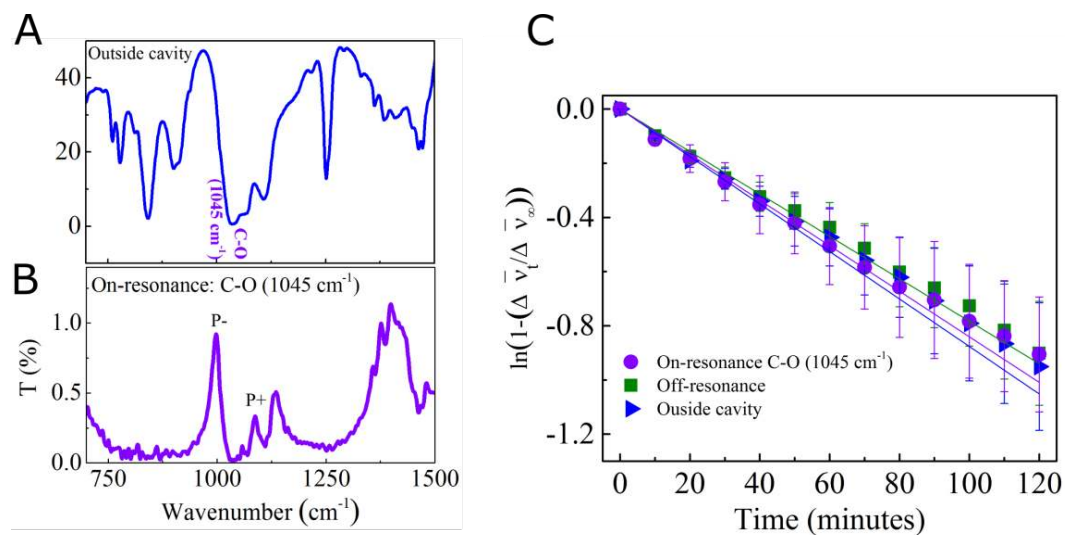 A
Outside cavity
40
20
0
C-O
(1045 cm⁻¹)
B
On-resonance: C-O (1045 cm⁻¹)
P-
P+
1.0
0.5
0.0
T (%)
750
1000
1250
1500
Wavenumber (cm⁻¹)
C
0.0
-0.4
-0.8
-1.2
ln(1-(Δ ν̅t/Δ ν̅∞)
On-resonance C-O (1045 cm⁻¹)
Off-resonance
Ouside cavity
0
20
40
60
80
100
120
Time (minutes)